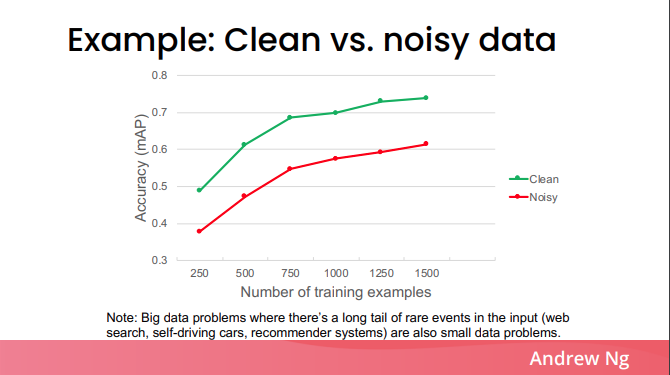 Example: Clean vs. noisy data
0.8
0.7
0.6
0.5
0.4
0.3
Accuracy (mAP)
250 500 750 1000 1250 1500
Number of training examples
Clean
Noisy
Note: Big data problems where there's a long tail of rare events in the input (web
search, self-driving cars, recommender systems) are also small data problems.
Andrew Ng